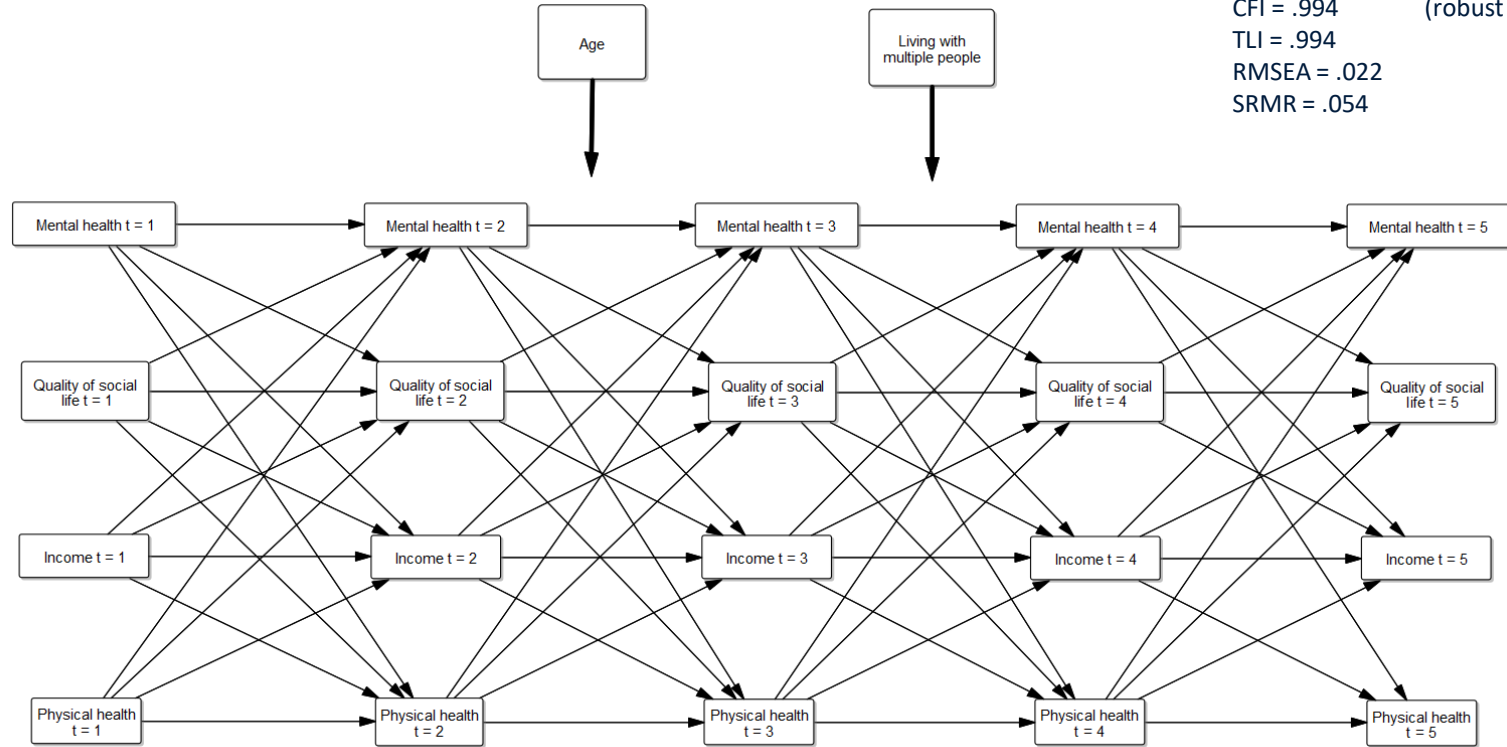 CFI = .994 (robust
TLI = .994
RMSEA = .022
SRMR = .054
Age
Living with
multiple people
Mental health t = 1
Mental health t = 2
Mental health t = 3
Mental health t = 4
Mental health t = 5
Quality of social
life t = 1
Quality of social
life t = 2
Quality of social
life t = 3
Quality of social
life t = 4
Quality of social
life t = 5
Income t = 1
Income t = 2
Income t = 3
Income t = 4
Income t = 5
Physical health
t = 1
Physical health
t = 2
Physical health
t = 3
Physical health
t = 4
Physical health
t = 5